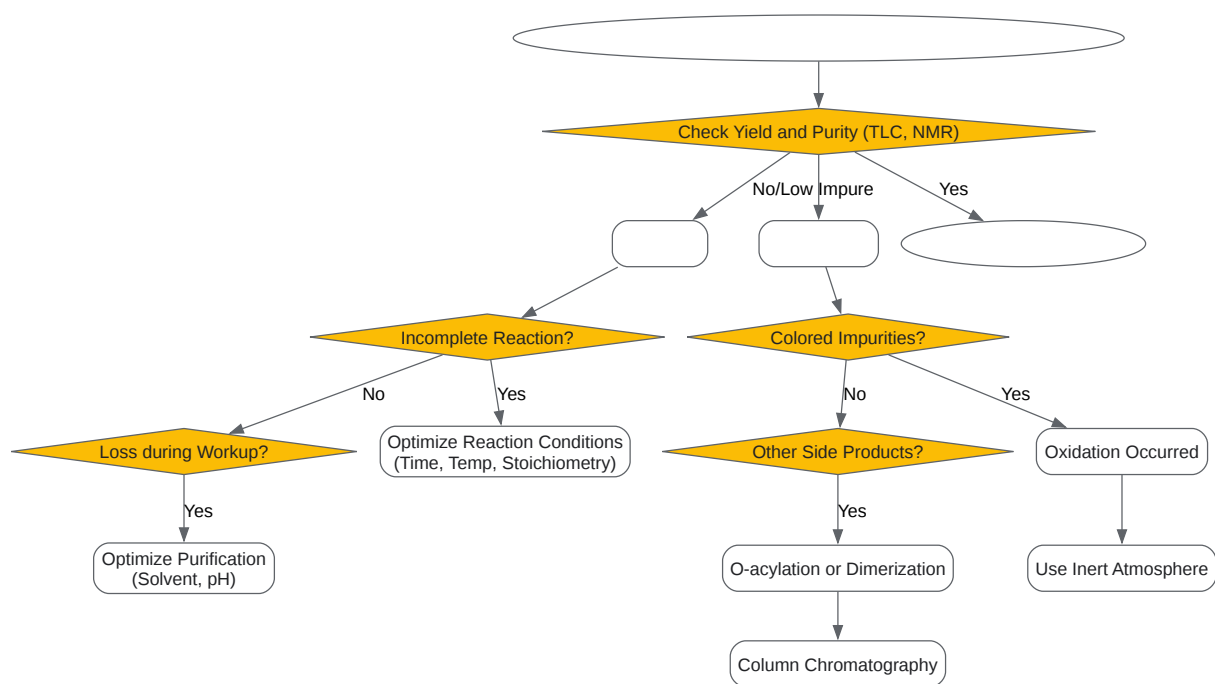 Check Yield and Purity (TLC, NMR)
No/Low
Impure
Yes
Incomplete Reaction?
Colored Impurities?
No
Yes
No
Yes
Loss during Workup?
Optimize Reaction Conditions
(Time, Temp, Stoichiometry)
Other Side Products?
Oxidation Occurred
Yes
Yes
Optimize Purification
(Solvent, pH)
O-acylation or Dimerization
Use Inert Atmosphere
Column Chromatography